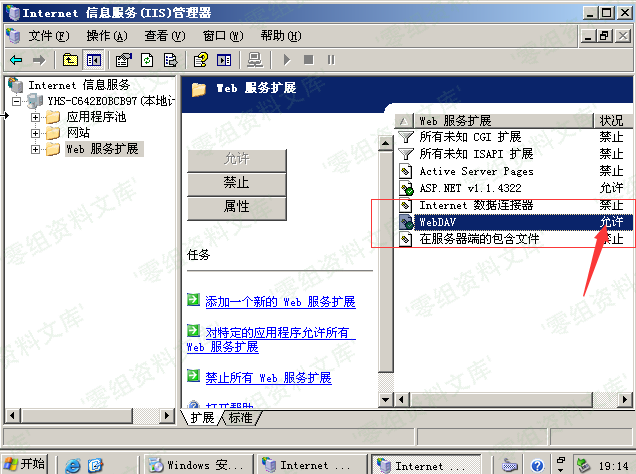 Internet 信息服务(IIS)管理器
文件(F) 操作(A) 查看(V) 窗口(W) 帮助(H)
Internet 信息服务
YHS-C642E0BCB97(本地计
应用程序池
网站
Web 服务扩展
Web 服务扩展
允许
禁止
属性
任务
添加一个新的 Web 服务扩展
对特定的应用程序允许所有
Web 服务扩展
禁止所有 Web 服务扩展
打开帮助
Web 服务扩展 状况
所有未知 CGI 扩展 禁止
所有未知 ISAPI 扩展 禁止
Active Server Pages 禁止
ASP.NET v1.1.4322 允许
Internet 数据连接器 禁止
WebDAV 允许
在服务器端的包含文件 禁止
扩展 标准
开始 Windows 安... Internet ... Internet ... 19:14
'零组资料文库'